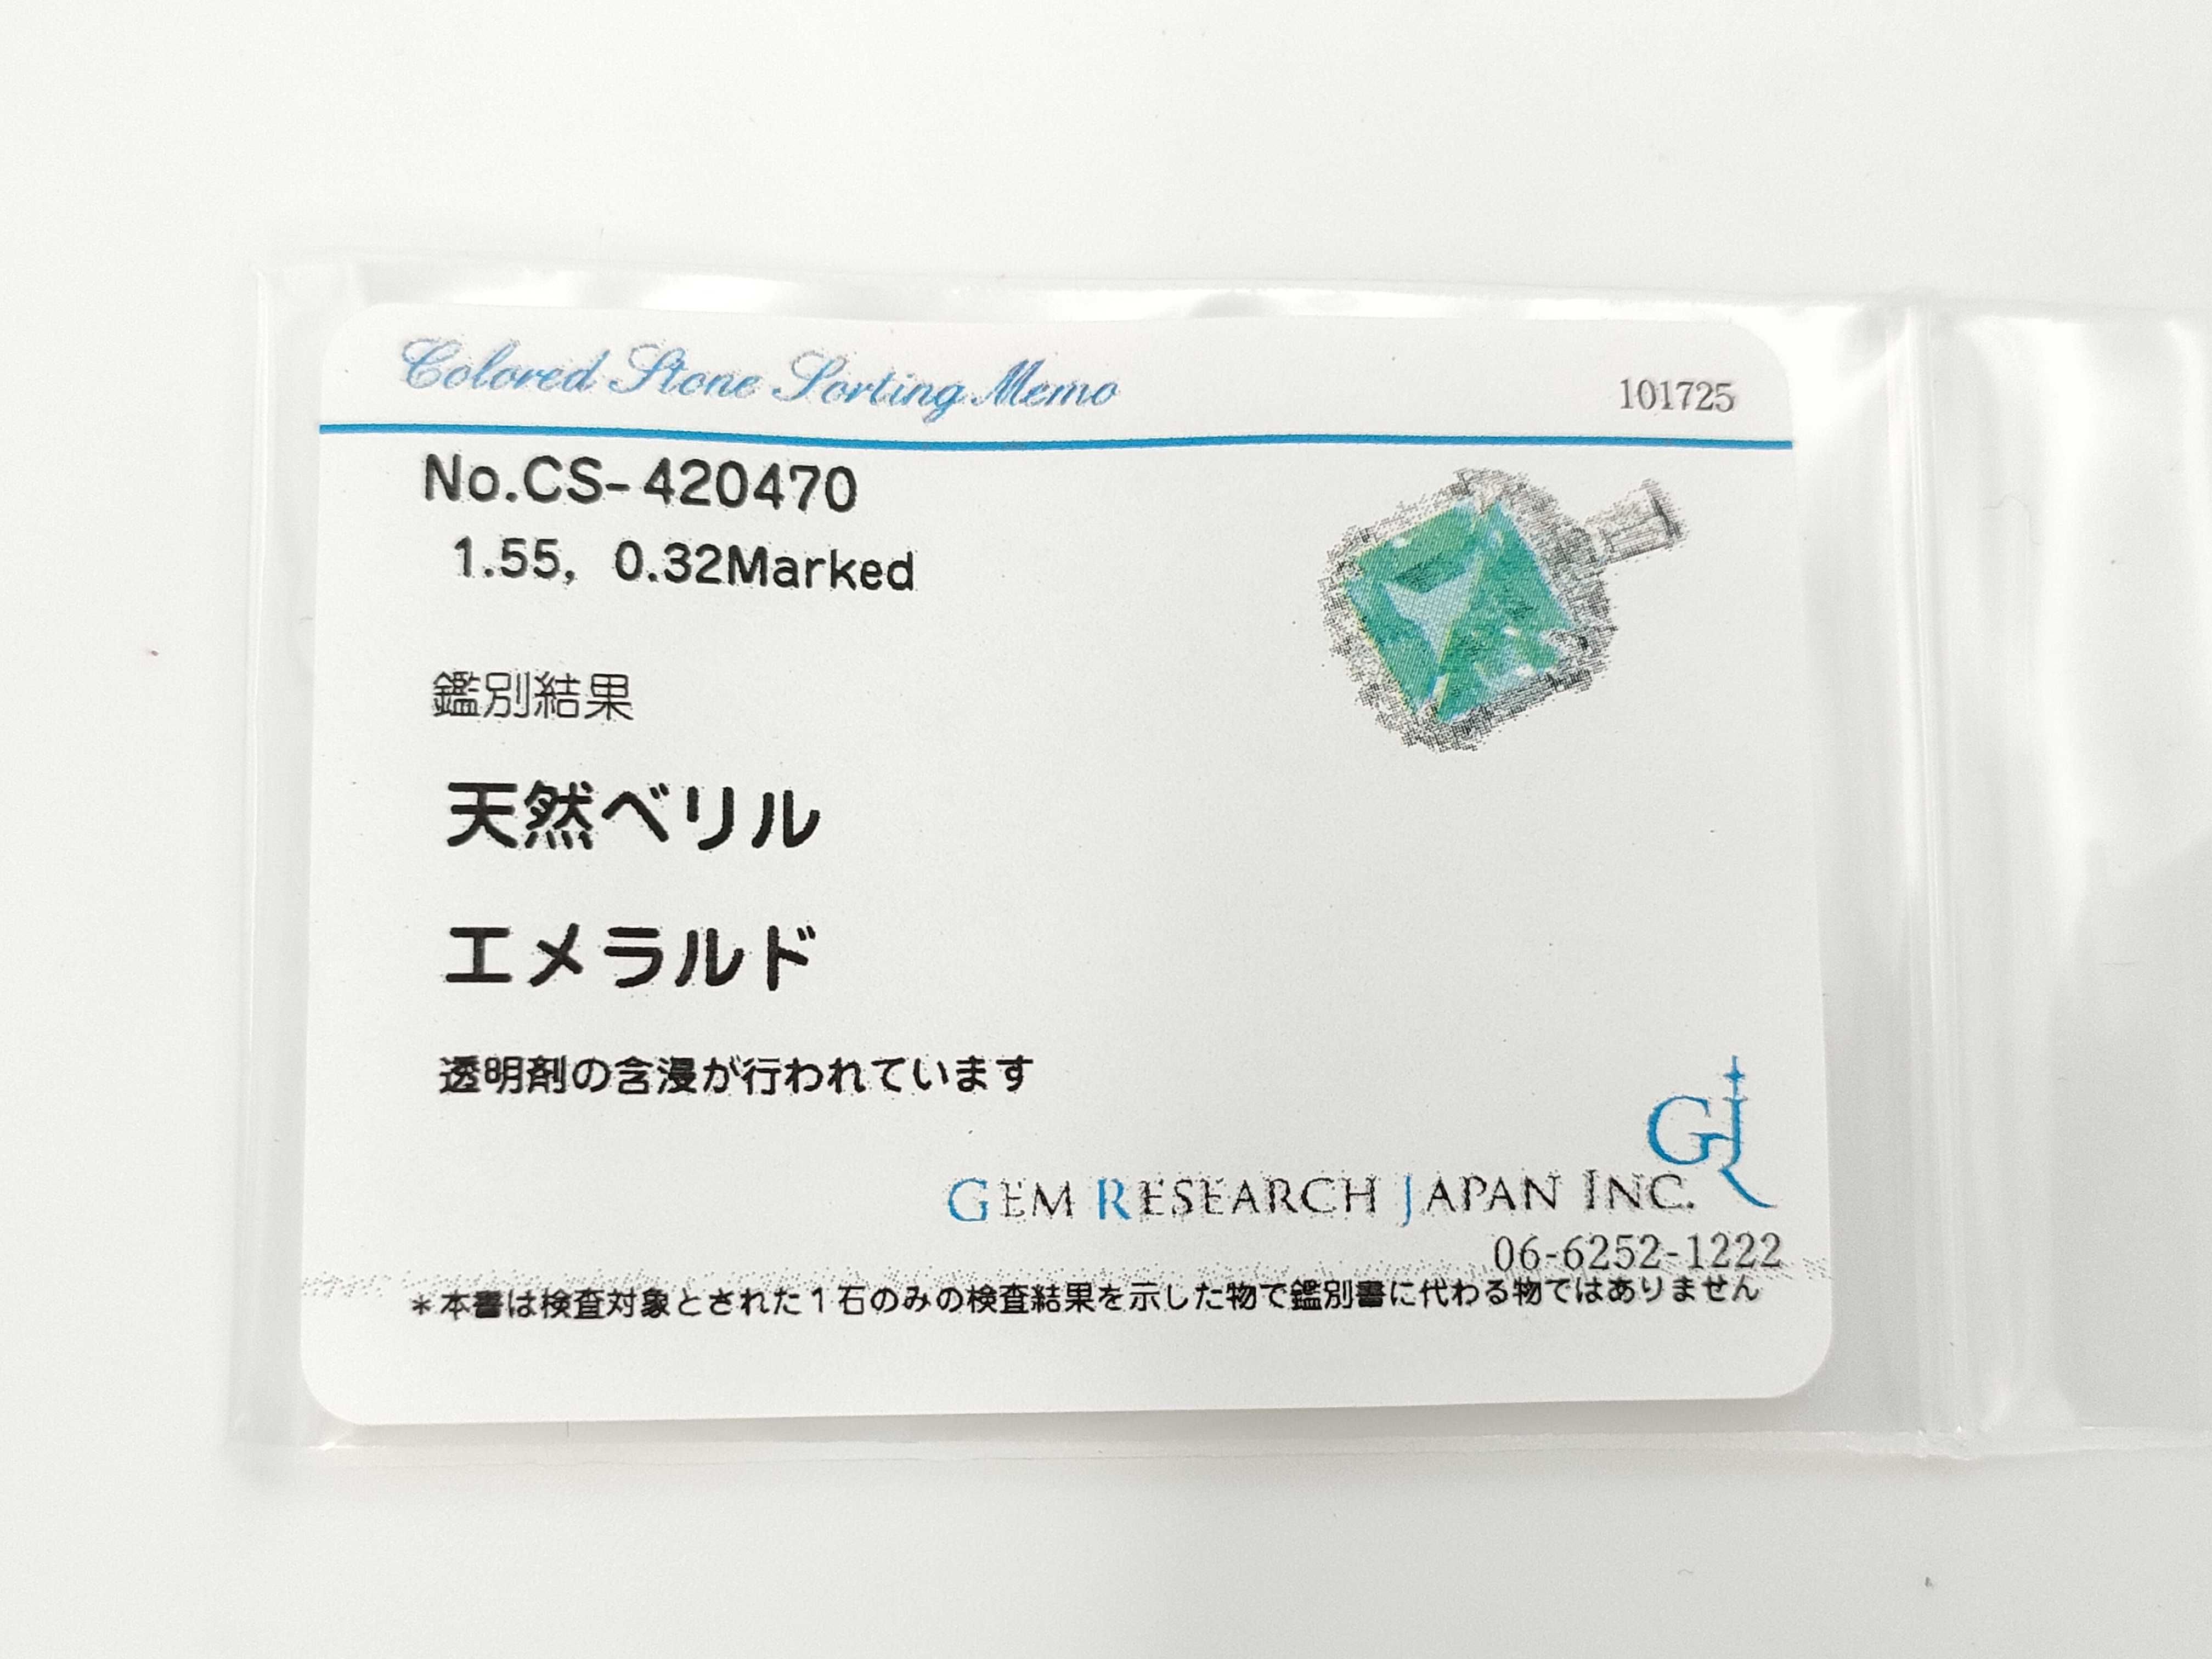 Colored Stone Sorting Memo
101725
No.CS-420470
1.55, 0.32Marked
鑑別結果
天然ベリル
エメラルド
透明剤の含浸が行われています
GJR
GEM RESEARCH JAPAN INC.
06-6252-1222
*本書は検査対象とされた1石のみの検査結果を示した物で鑑別書に代わる物ではありません